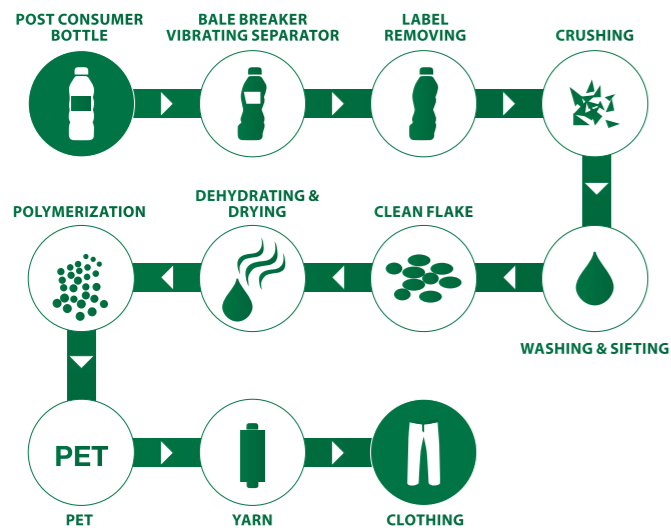 POST CONSUMER
BOTTLE
BALE BREAKER
VIBRATING SEPARATOR
LABEL
REMOVING
CRUSHING
POLYMERIZATION
DEHYDRATING &
DRYING
CLEAN FLAKE
WASHING & SIFTING
PET
PET
YARN
CLOTHING